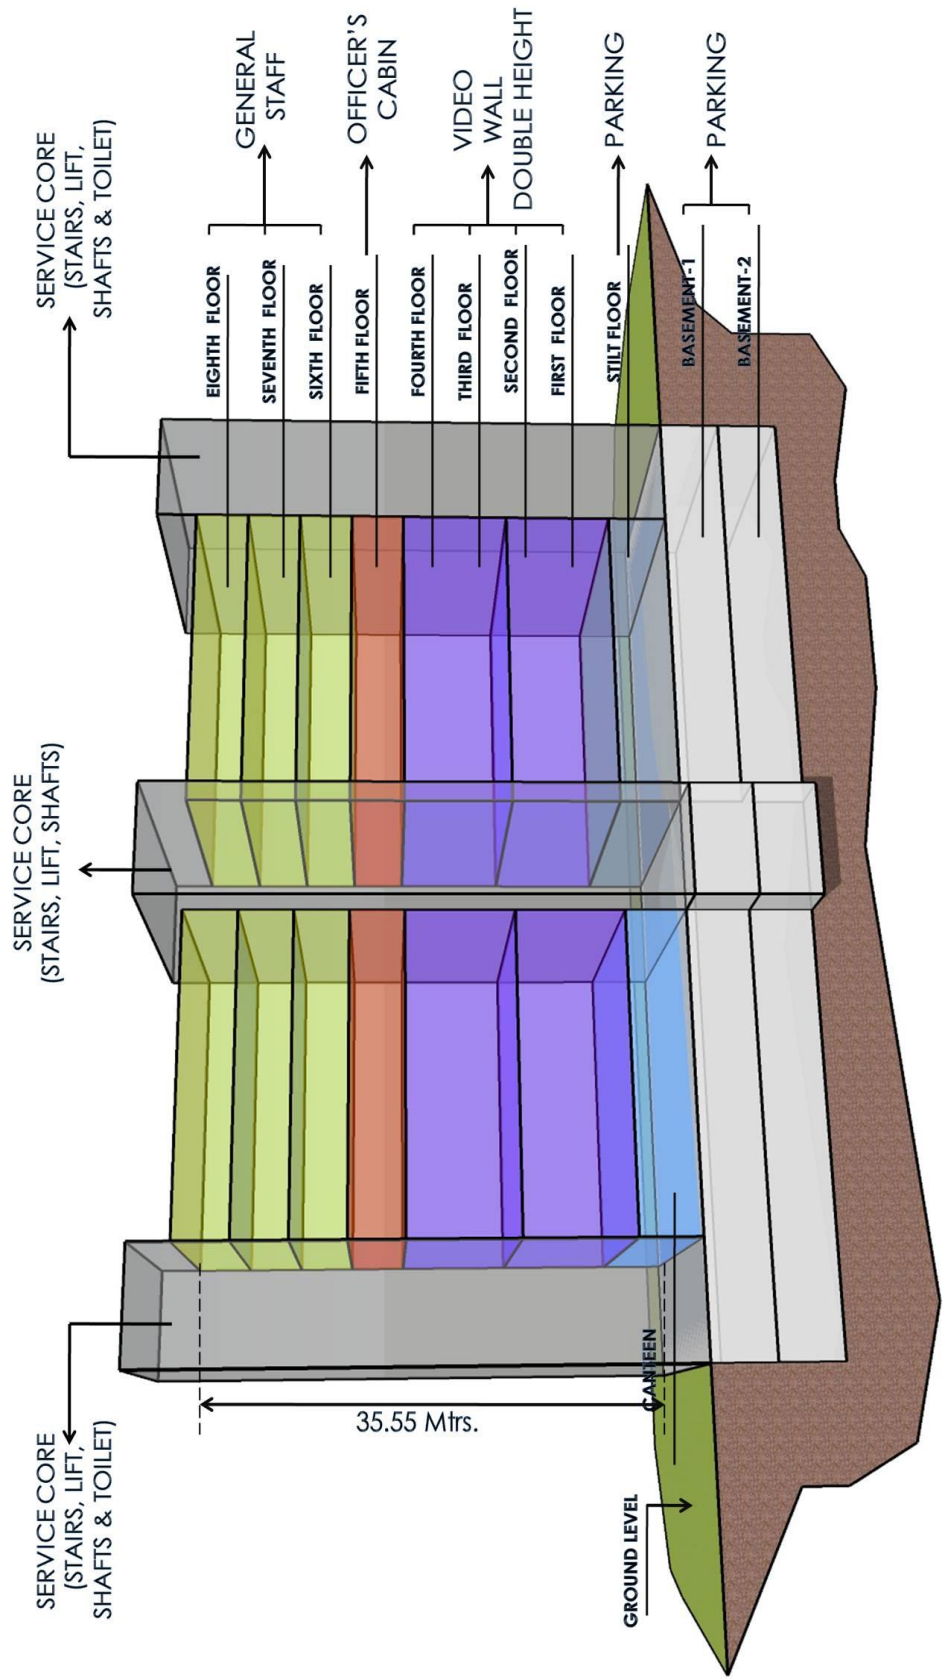 SERVICE CORE
(STAIRS, LIFT,
SHAFTS & TOILET)
SERVICE CORE
(STAIRS, LIFT, SHAFTS)
SERVICE CORE
(STAIRS, LIFT,
SHAFTS & TOILET)
EIGHTH FLOOR
SEVENTH FLOOR
SIXTH FLOOR
GENERAL
STAFF
FIFTH FLOOR
OFFICER'S
CABIN
FOURTH FLOOR
THIRD FLOOR
SECOND FLOOR
FIRST FLOOR
VIDEO
WALL
DOUBLE HEIGHT
STILT FLOOR
PARKING
BASEMENT-1
BASEMENT-2
PARKING
35.55 Mtrs.
CANTEEN
GROUND LEVEL